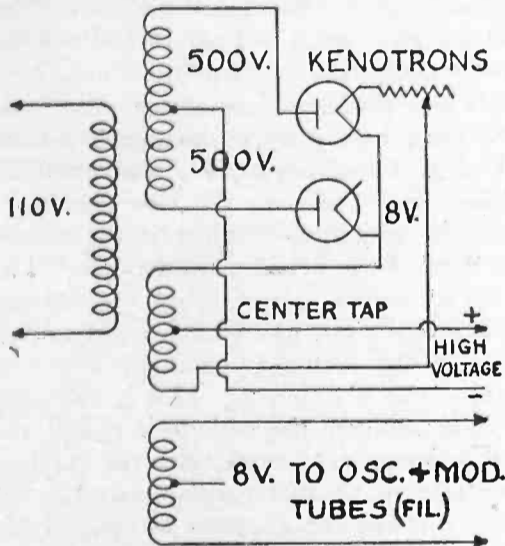 500V.
KENOTRONS
500V.
110V.
8V.
CENTER TAP
+
HIGH
VOLTAGE
-
8V. TO OSC. + MOD.
TUBES (FIL)